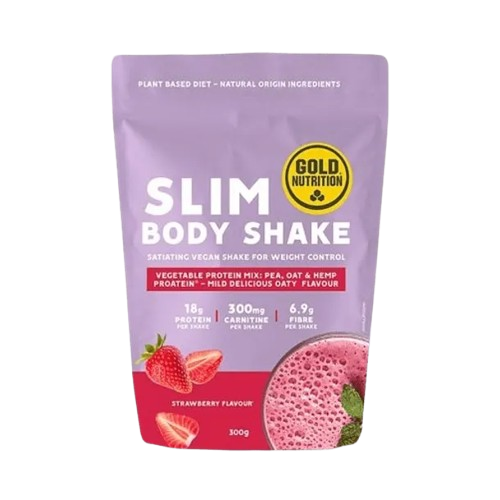 PLANT BASED DIET – NATURAL ORIGIN INGREDIENTS
GOLD
NUTRITION
SLIM
BODY SHAKE
SATIATING VEGAN SHAKE FOR WEIGHT CONTROL
VEGETABLE PROTEIN MIX: PEA, OAT & HEMP
PROATEIN® – MILD DELICIOUS OATY FLAVOUR
18g 300mg 6.9g
PROTEIN CARNITINE FIBRE
PER SHAKE PER SHAKE PER SHAKE
STRAWBERRY FLAVOUR
300g